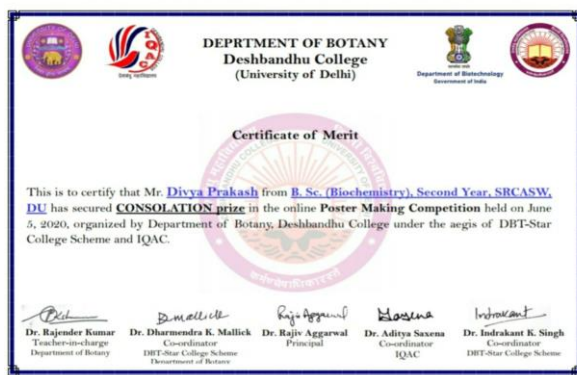 DEPRTMENT OF BOTANY
Deshbandhu College
(University of Delhi)
IQAC
Department of Biotechnology
Government of India
Certificate of Merit
This is to certify that Mr. Divya Prakash from B. Sc. (Biochemistry), Second Year, SRCASW,
DU has secured CONSOLATION prize in the online Poster Making Competition held on June
5, 2020, organized by Department of Botany, Deshbandhu College under the aegis of DBT-Star
College Scheme and IQAC.
Dr. Rajender Kumar
Teacher-in-charge
Department of Botany
Dr. Dharmendra K. Mallick
Co-ordinator
DBT-Star College Scheme
Department of Botany
Dr. Rajiv Aggarwal
Principal
Dr. Aditya Saxena
Co-ordinator
IQAC
Dr. Indrakant K. Singh
Co-ordinator
DBT-Star College Scheme